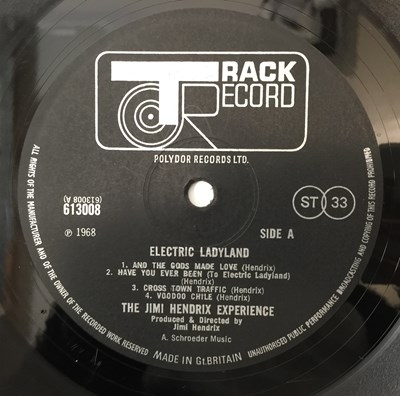 TRACK
RECORD
POLYDOR RECORDS LTD.
(613008 A)
613008
ST 33
℗ 1968
SIDE A
ELECTRIC LADYLAND
1. AND THE GODS MADE LOVE (Hendrix)
2. HAVE YOU EVER BEEN (To Electric Ladyland)
(Hendrix)
3. CROSS TOWN TRAFFIC (Hendrix)
4. VOODOO CHILE (Hendrix)
THE JIMI HENDRIX EXPERIENCE
Produced & Directed by
Jimi Hendrix
A. Schroeder Music
MADE IN GT.BRITAIN
ALL RIGHTS OF THE MANUFACTURER AND OF THE OWNER OF THE RECORDED WORK RESERVED
UNAUTHORISED PUBLIC PERFORMANCE BROADCASTING AND COPYING OF THIS RECORD PROHIBITED